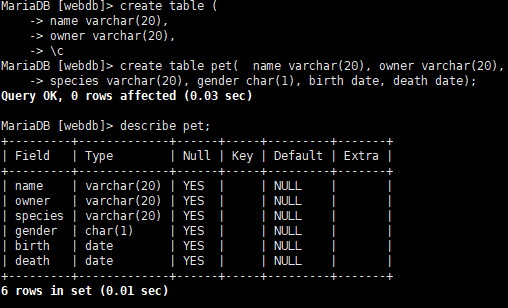 MariaDB [webdb]> create table (
    -> name varchar(20),
    -> owner varchar(20),
    -> \c
MariaDB [webdb]> create table pet(  name varchar(20), owner varchar(20),
    -> species varchar(20), gender char(1), birth date, death date);
Query OK, 0 rows affected (0.03 sec)

MariaDB [webdb]> describe pet;
+---------+-------------+------+-----+---------+-------+
| Field   | Type        | Null | Key | Default | Extra |
+---------+-------------+------+-----+---------+-------+
| name    | varchar(20) | YES  |     | NULL    |       |
| owner   | varchar(20) | YES  |     | NULL    |       |
| species | varchar(20) | YES  |     | NULL    |       |
| gender  | char(1)     | YES  |     | NULL    |       |
| birth   | date        | YES  |     | NULL    |       |
| death   | date        | YES  |     | NULL    |       |
+---------+-------------+------+-----+---------+-------+
6 rows in set (0.01 sec)